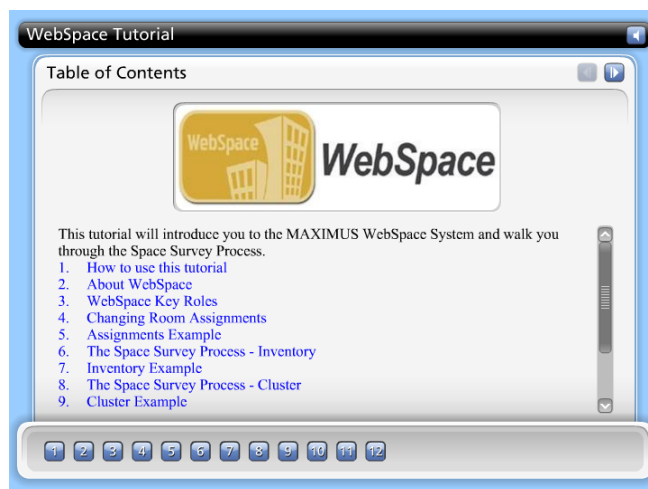 WebSpace Tutorial
Table of Contents
WebSpace
WebSpace
This tutorial will introduce you to the MAXIMUS WebSpace System and walk you
through the Space Survey Process.
1. How to use this tutorial
2. About WebSpace
3. WebSpace Key Roles
4. Changing Room Assignments
5. Assignments Example
6. The Space Survey Process - Inventory
7. Inventory Example
8. The Space Survey Process - Cluster
9. Cluster Example
1 2 3 4 5 6 7 8 9 10 11 12